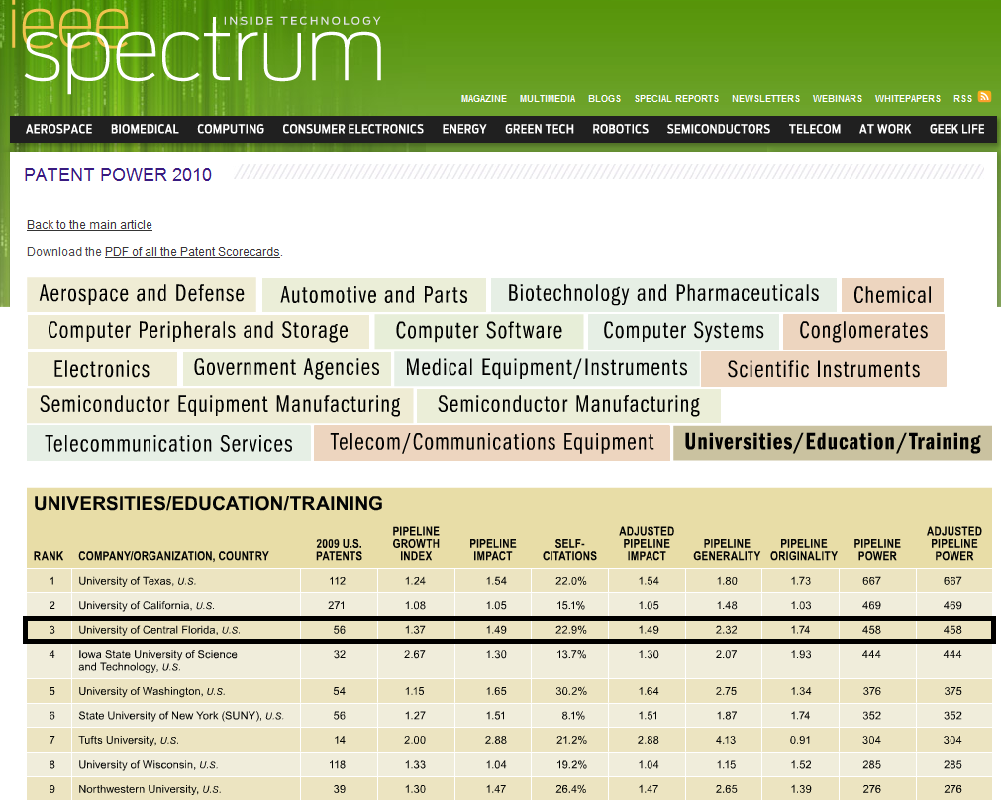 ieee
INSIDE TECHNOLOGY
spectrum
MAGAZINE MULTIMEDIA BLOGS SPECIAL REPORTS NEWSLETTERS WEBINARS WHITEPAPERS RSS
AEROSPACE BIOMEDICAL COMPUTING CONSUMER ELECTRONICS ENERGY GREEN TECH ROBOTICS SEMICONDUCTORS TELECOM AT WORK GEEK LIFE
PATENT POWER 2010
Back to the main article
Download the PDF of all the Patent Scorecards.
Aerospace and Defense Automotive and Parts Biotechnology and Pharmaceuticals Chemical
Computer Peripherals and Storage Computer Software Computer Systems Conglomerates
Electronics Government Agencies Medical Equipment/Instruments Scientific Instruments
Semiconductor Equipment Manufacturing Semiconductor Manufacturing
Telecommunication Services Telecom/Communications Equipment Universities/Education/Training
UNIVERSITIES/EDUCATION/TRAINING
RANK COMPANY/ORGANIZATION, COUNTRY 2009 U.S. PATENTS PIPELINE GROWTH INDEX PIPELINE IMPACT SELF-CITATIONS ADJUSTED PIPELINE IMPACT PIPELINE GENERALITY PIPELINE ORIGINALITY PIPELINE POWER ADJUSTED PIPELINE POWER
1 University of Texas, U.S. 112 1.24 1.54 22.0% 1.54 1.80 1.73 667 667
2 University of California, U.S. 271 1.08 1.05 15.1% 1.05 1.48 1.03 469 469
3 University of Central Florida, U.S. 56 1.37 1.49 22.9% 1.49 2.32 1.74 458 458
4 Iowa State University of Science and Technology, U.S. 32 2.67 1.30 13.7% 1.30 2.07 1.93 444 444
5 University of Washington, U.S. 54 1.15 1.65 30.2% 1.64 2.75 1.34 376 375
6 State University of New York (SUNY), U.S. 56 1.27 1.51 8.1% 1.51 1.87 1.74 352 352
7 Tufts University, U.S. 14 2.00 2.88 21.2% 2.88 4.13 0.91 304 304
8 University of Wisconsin, U.S. 118 1.33 1.04 19.2% 1.04 1.15 1.52 285 285
9 Northwestern University, U.S. 39 1.30 1.47 26.4% 1.47 2.65 1.39 276 276